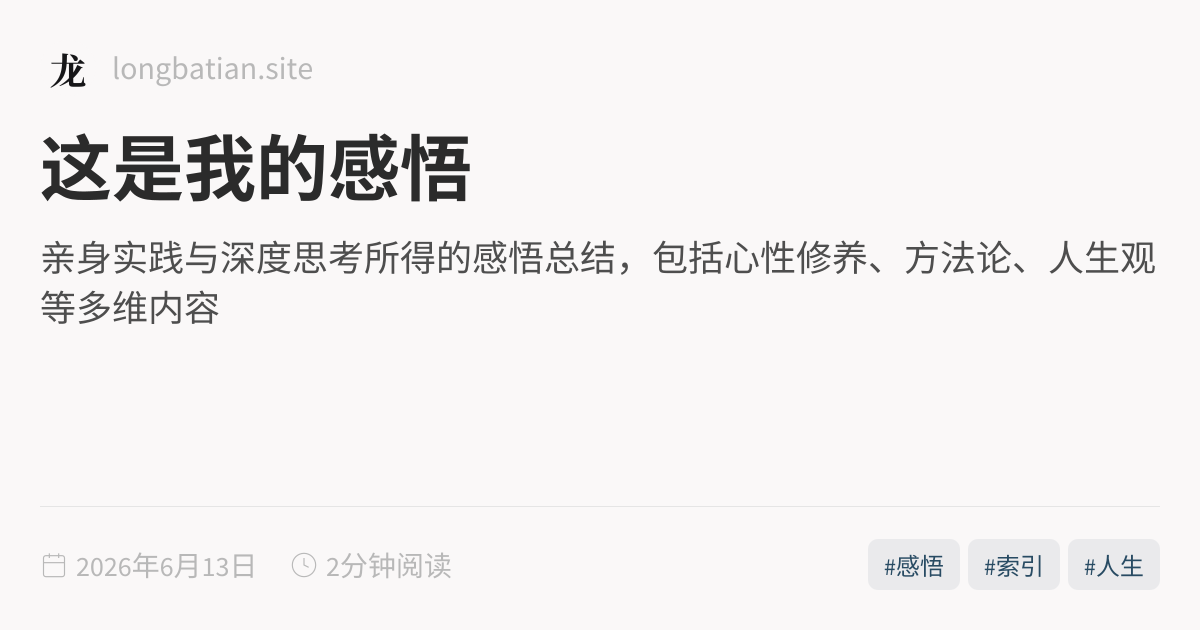 龙 longbatian.site
这是我的感悟
亲身实践与深度思考所得的感悟总结，包括心性修养、方法论、人生观
等多维内容
2026年6月13日 2分钟阅读 #感悟 #索引 #人生